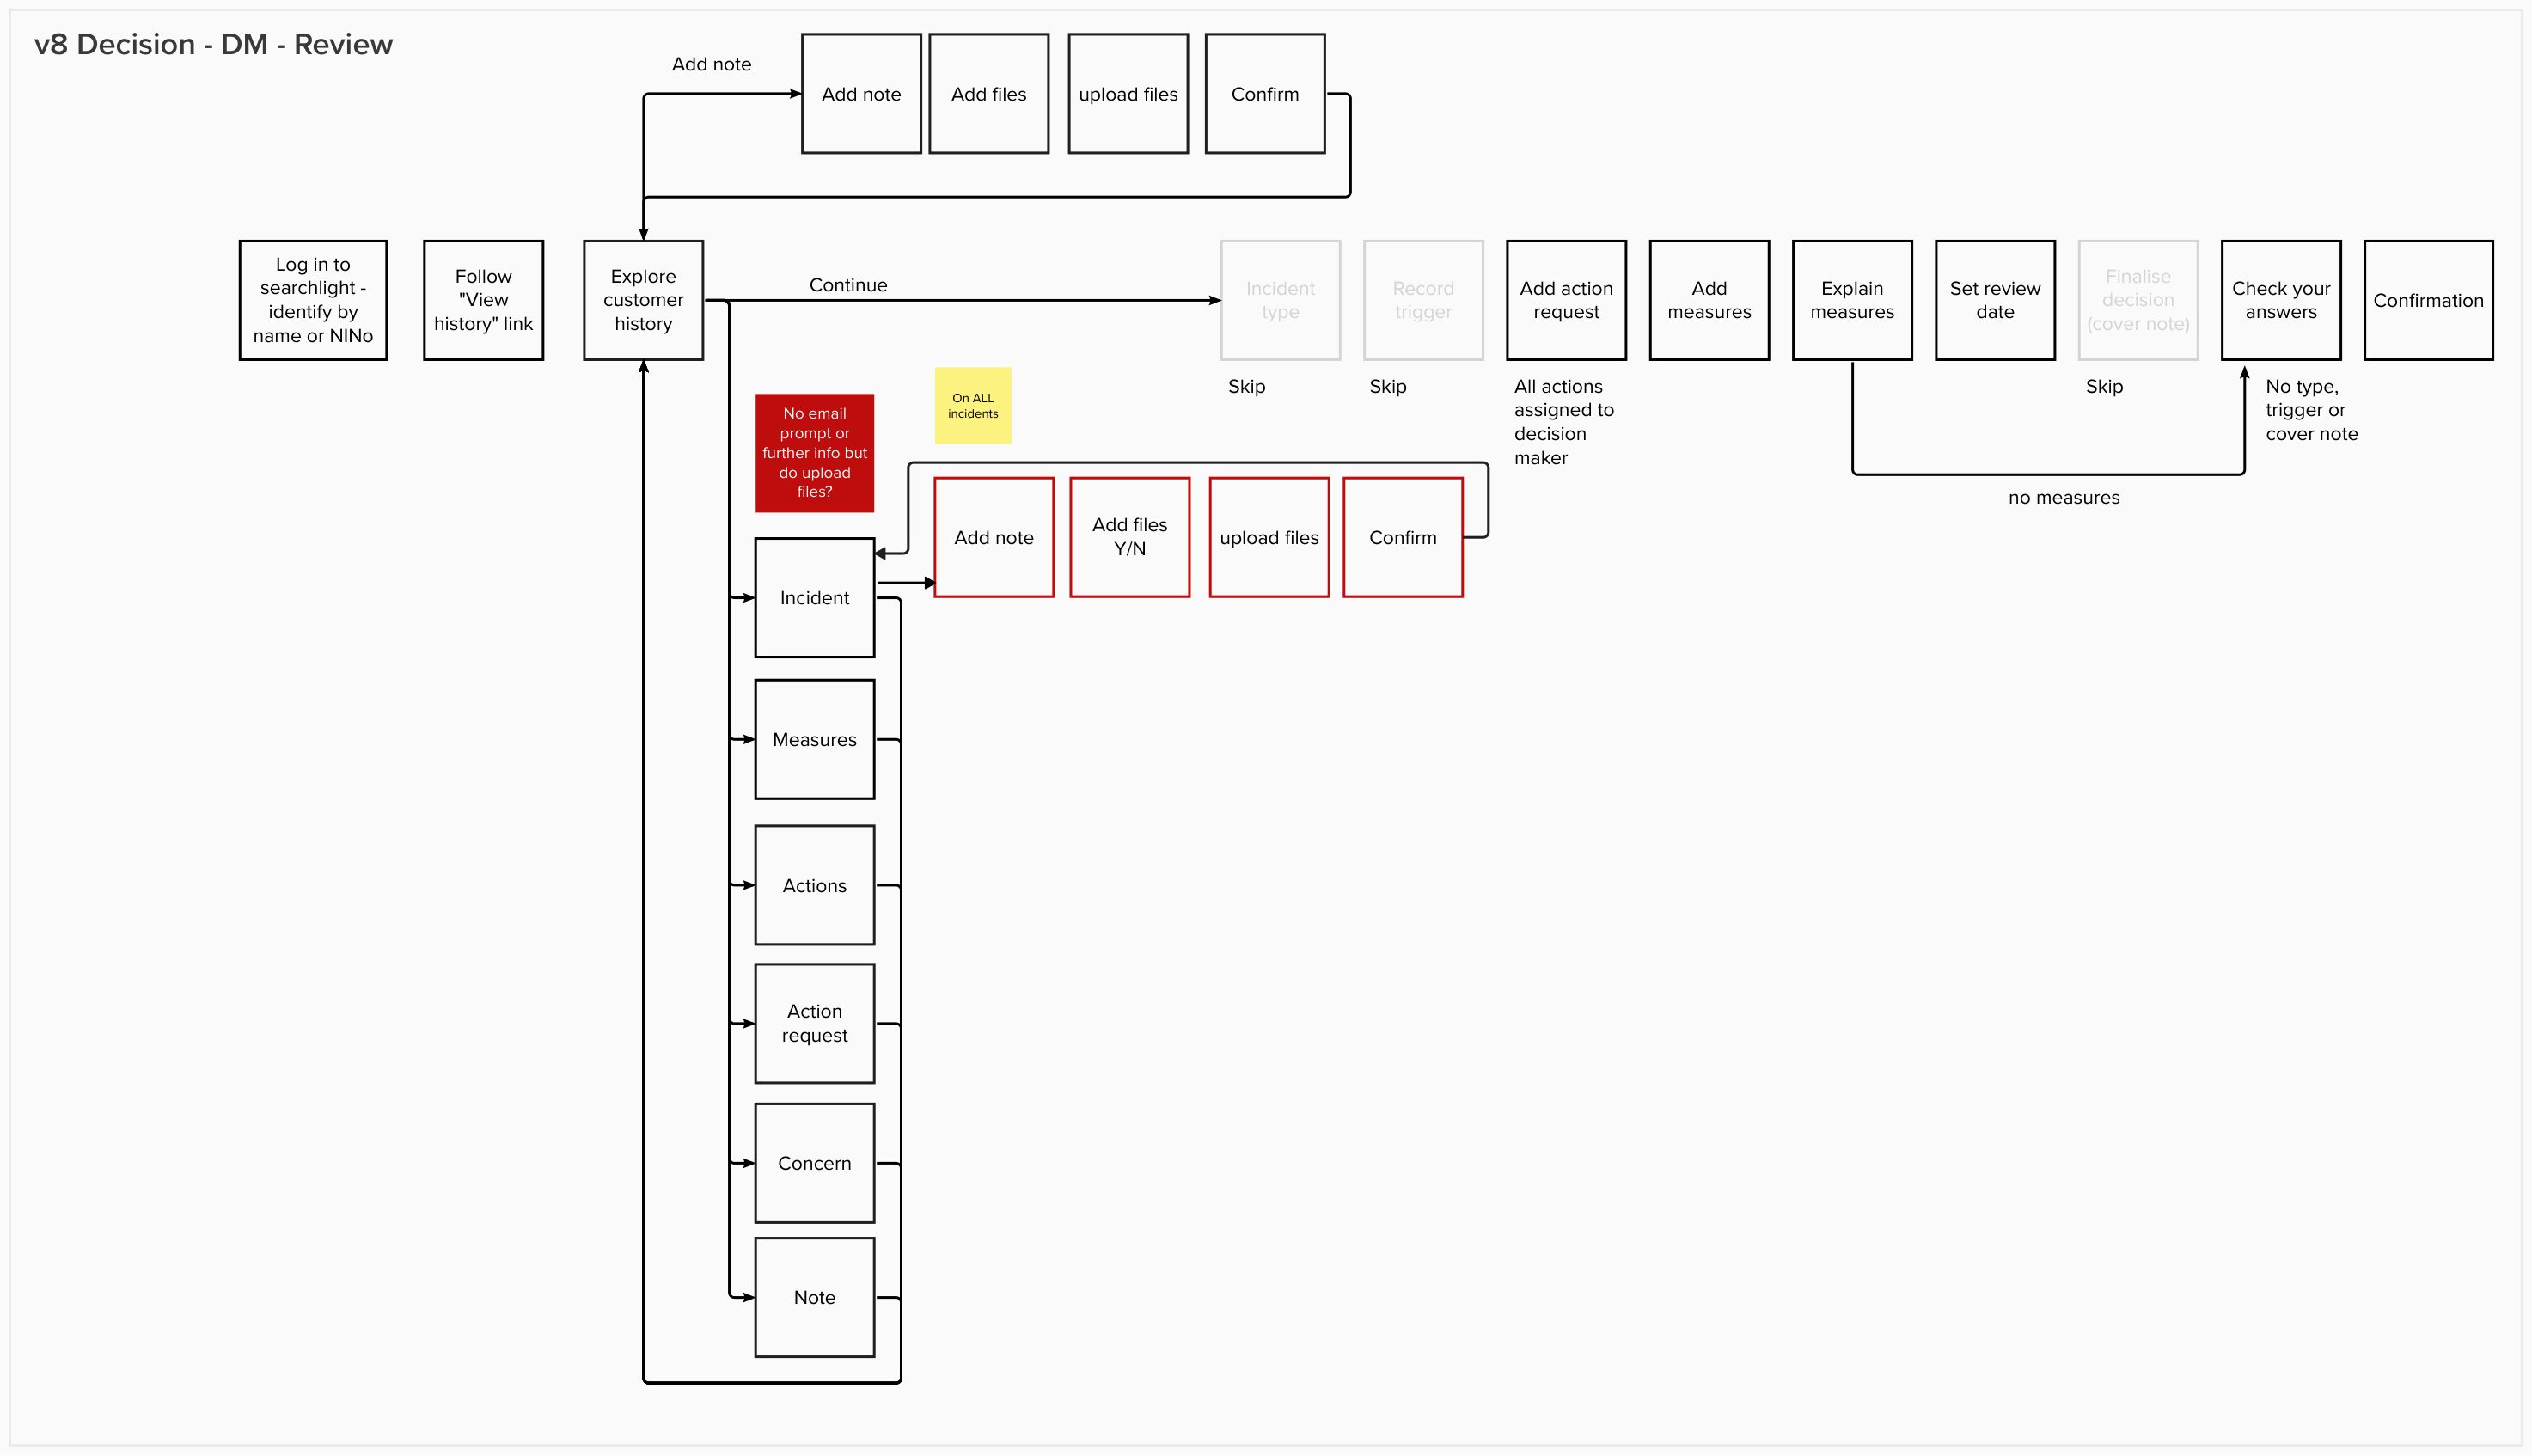 v8 Decision - DM - Review
Add note
Add note
Add files
upload files
Confirm
Log in to
searchlight -
identify by
name or NINo
Follow
"View
history" link
Explore
customer
history
Continue
Incident
type
Record
trigger
Add action
request
Add
measures
Explain
measures
Set review
date
Finalise
decision
(cover note)
Check your
answers
Confirmation
Skip
Skip
All actions
assigned to
decision
maker
Skip
No type,
trigger or
cover note
no measures
No email
prompt or
further info but
do upload
files?
On ALL
incidents
Add note
Add files
Y/N
upload files
Confirm
Incident
Measures
Actions
Action
request
Concern
Note